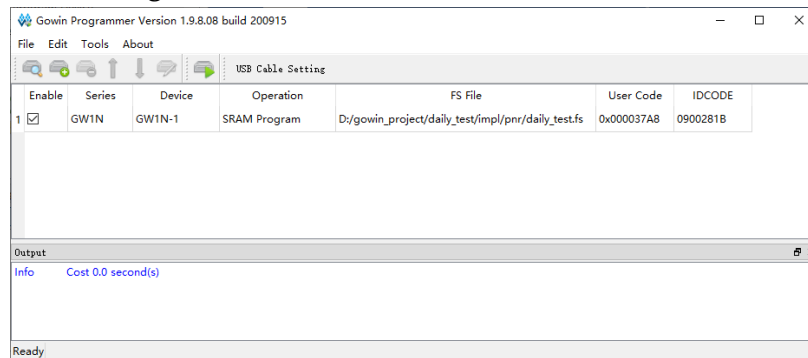 Gowin Programmer Version 1.9.8.08 build 200915
File Edit Tools About
USB Cable Setting
Enable Series Device Operation FS File User Code IDCODE
1 GW1N GW1N-1 SRAM Program D:/gowin_project/daily_test/impl/pnr/daily_test.fs 0x000037A8 0900281B
Output
Info Cost 0.0 second(s)
Ready